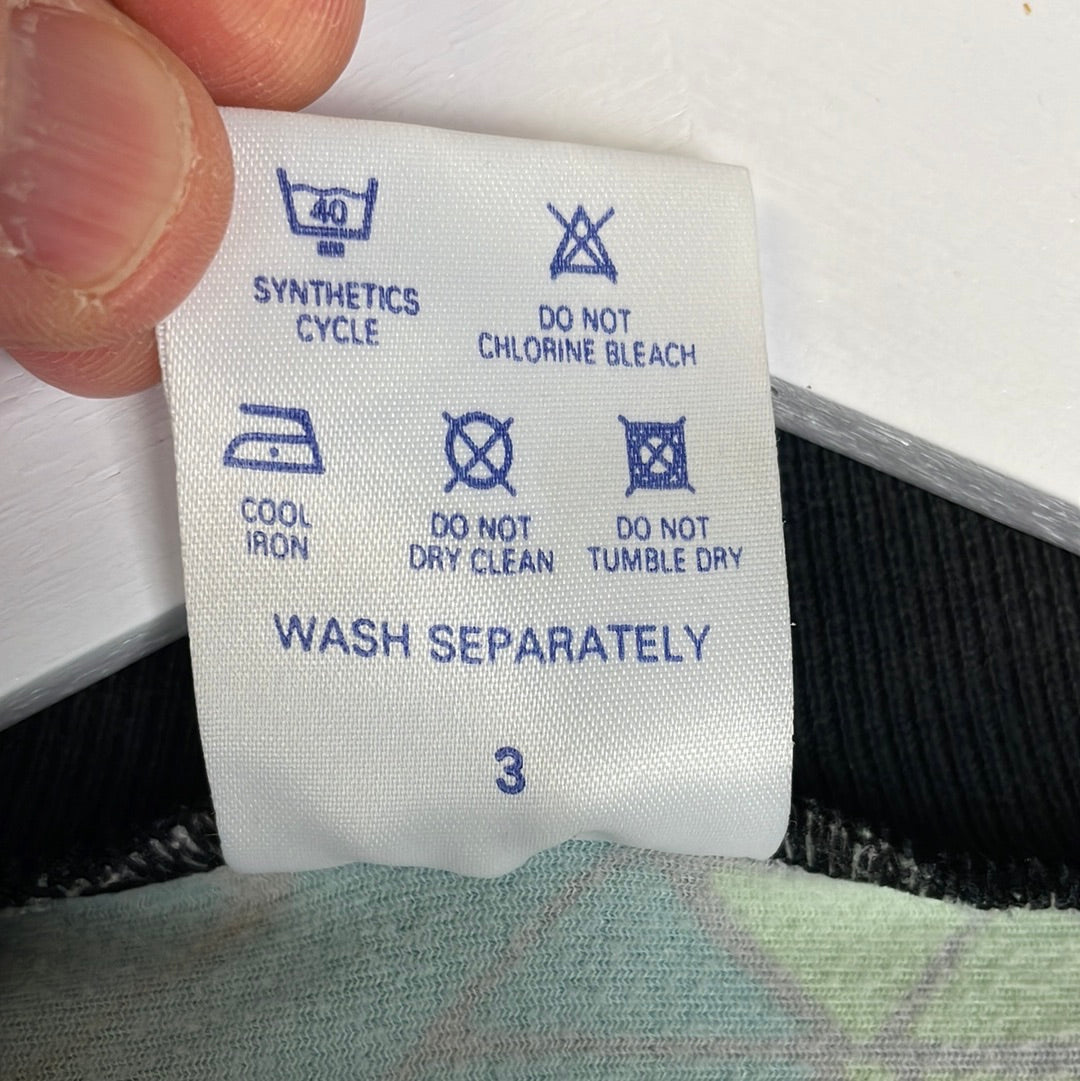 40
SYNTHETICS
CYCLE
DO NOT
CHLORINE BLEACH
COOL
IRON
DO NOT
DRY CLEAN
DO NOT
TUMBLE DRY
WASH SEPARATELY
3